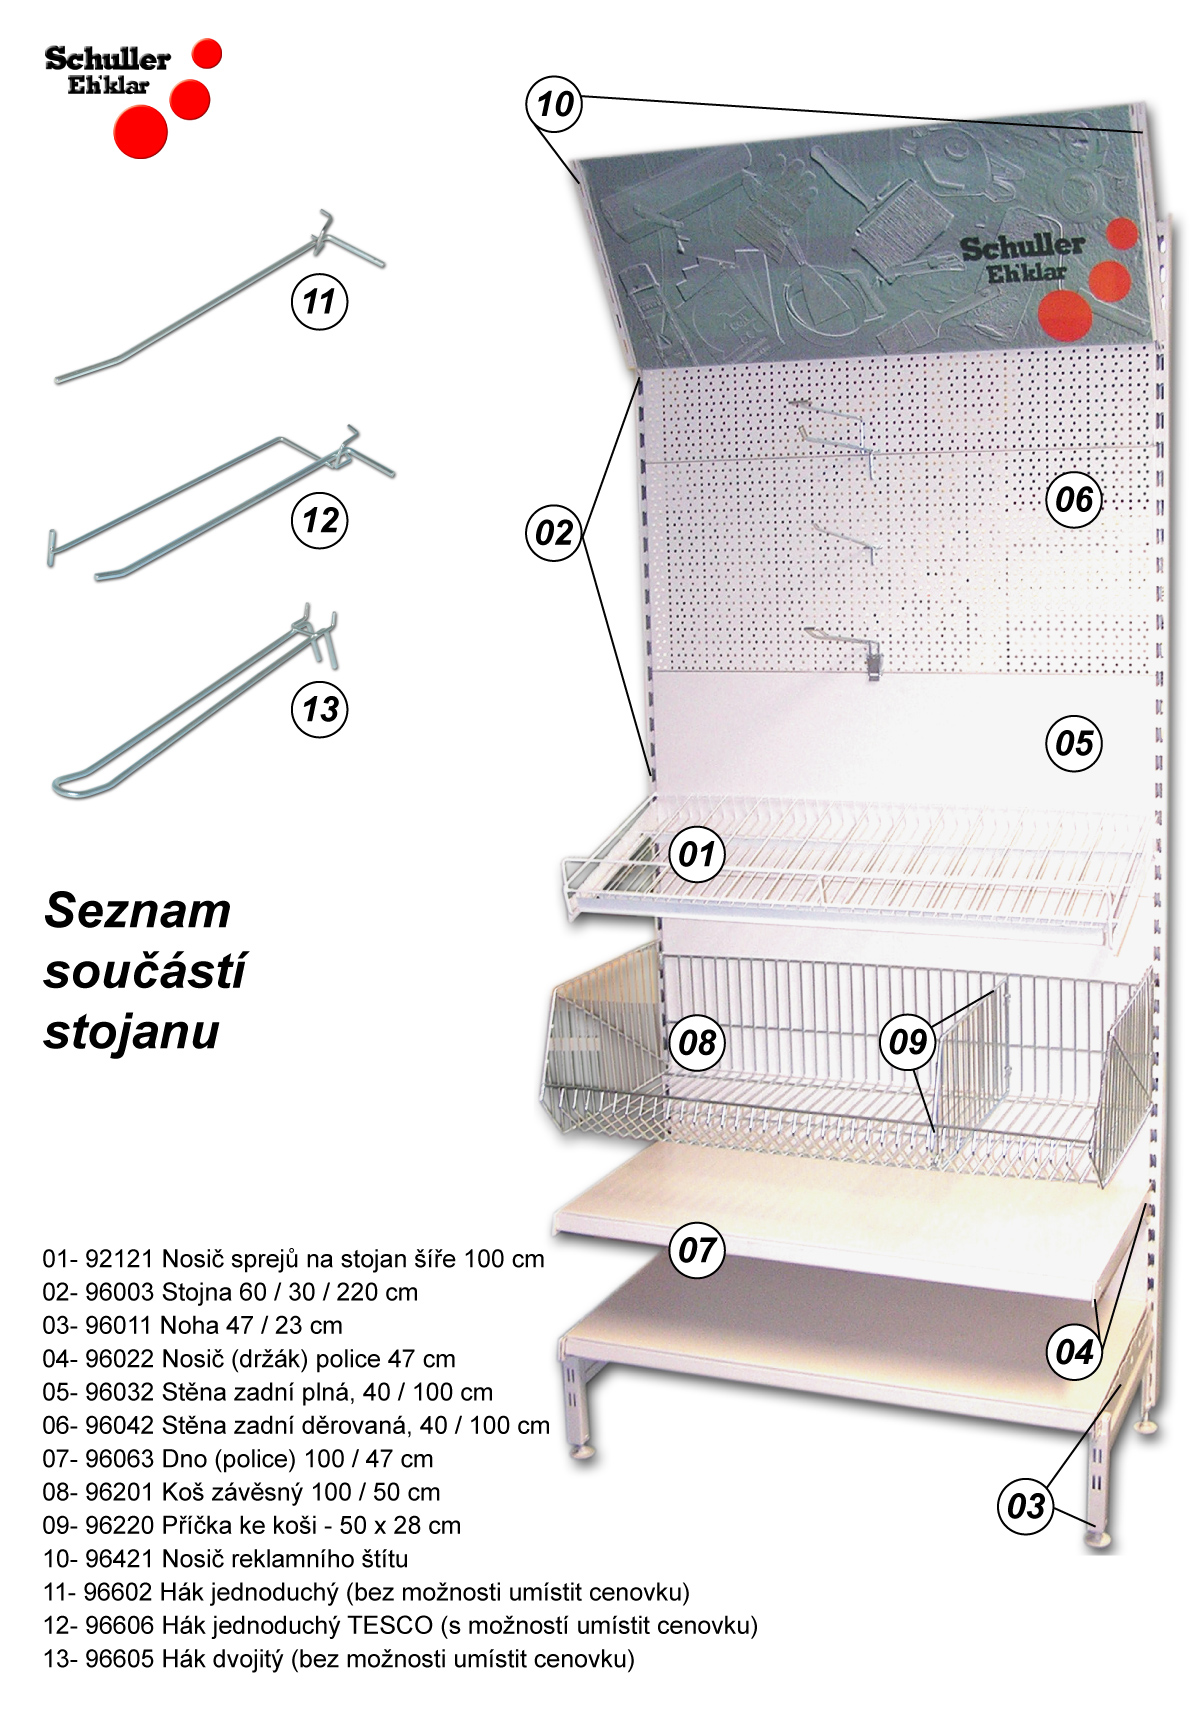 Schuller
Eh'klar
10
Schuller
Eh'klar
11
12
02
06
13
05
01
08
09
07
04
03
Seznam
součástí
stojanu
01- 92121 Nosič sprejů na stojan šíře 100 cm
02- 96003 Stojna 60 / 30 / 220 cm
03- 96011 Noha 47 / 23 cm
04- 96022 Nosič (držák) police 47 cm
05- 96032 Stěna zadní plná, 40 / 100 cm
06- 96042 Stěna zadní děrovaná, 40 / 100 cm
07- 96063 Dno (police) 100 / 47 cm
08- 96201 Koš závěsný 100 / 50 cm
09- 96220 Příčka ke koši - 50 x 28 cm
10- 96421 Nosič reklamního štítu
11- 96602 Hák jednoduchý (bez možnosti umístit cenovku)
12- 96606 Hák jednoduchý TESCO (s možností umístit cenovku)
13- 96605 Hák dvojitý (bez možnosti umístit cenovku)